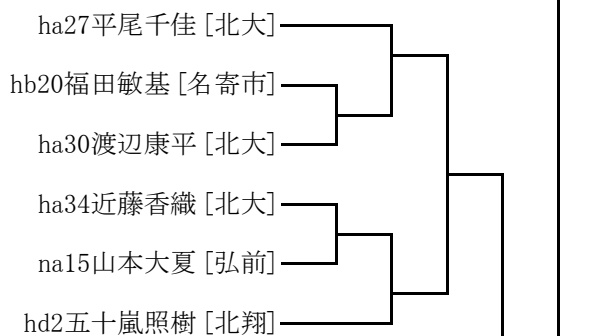 ha27平尾千佳 [北大]
hb20福田敏基 [名寄市]
ha30渡辺康平 [北大]
ha34近藤香織 [北大]
na15山本大夏 [弘前]
hd2五十嵐照樹 [北翔]